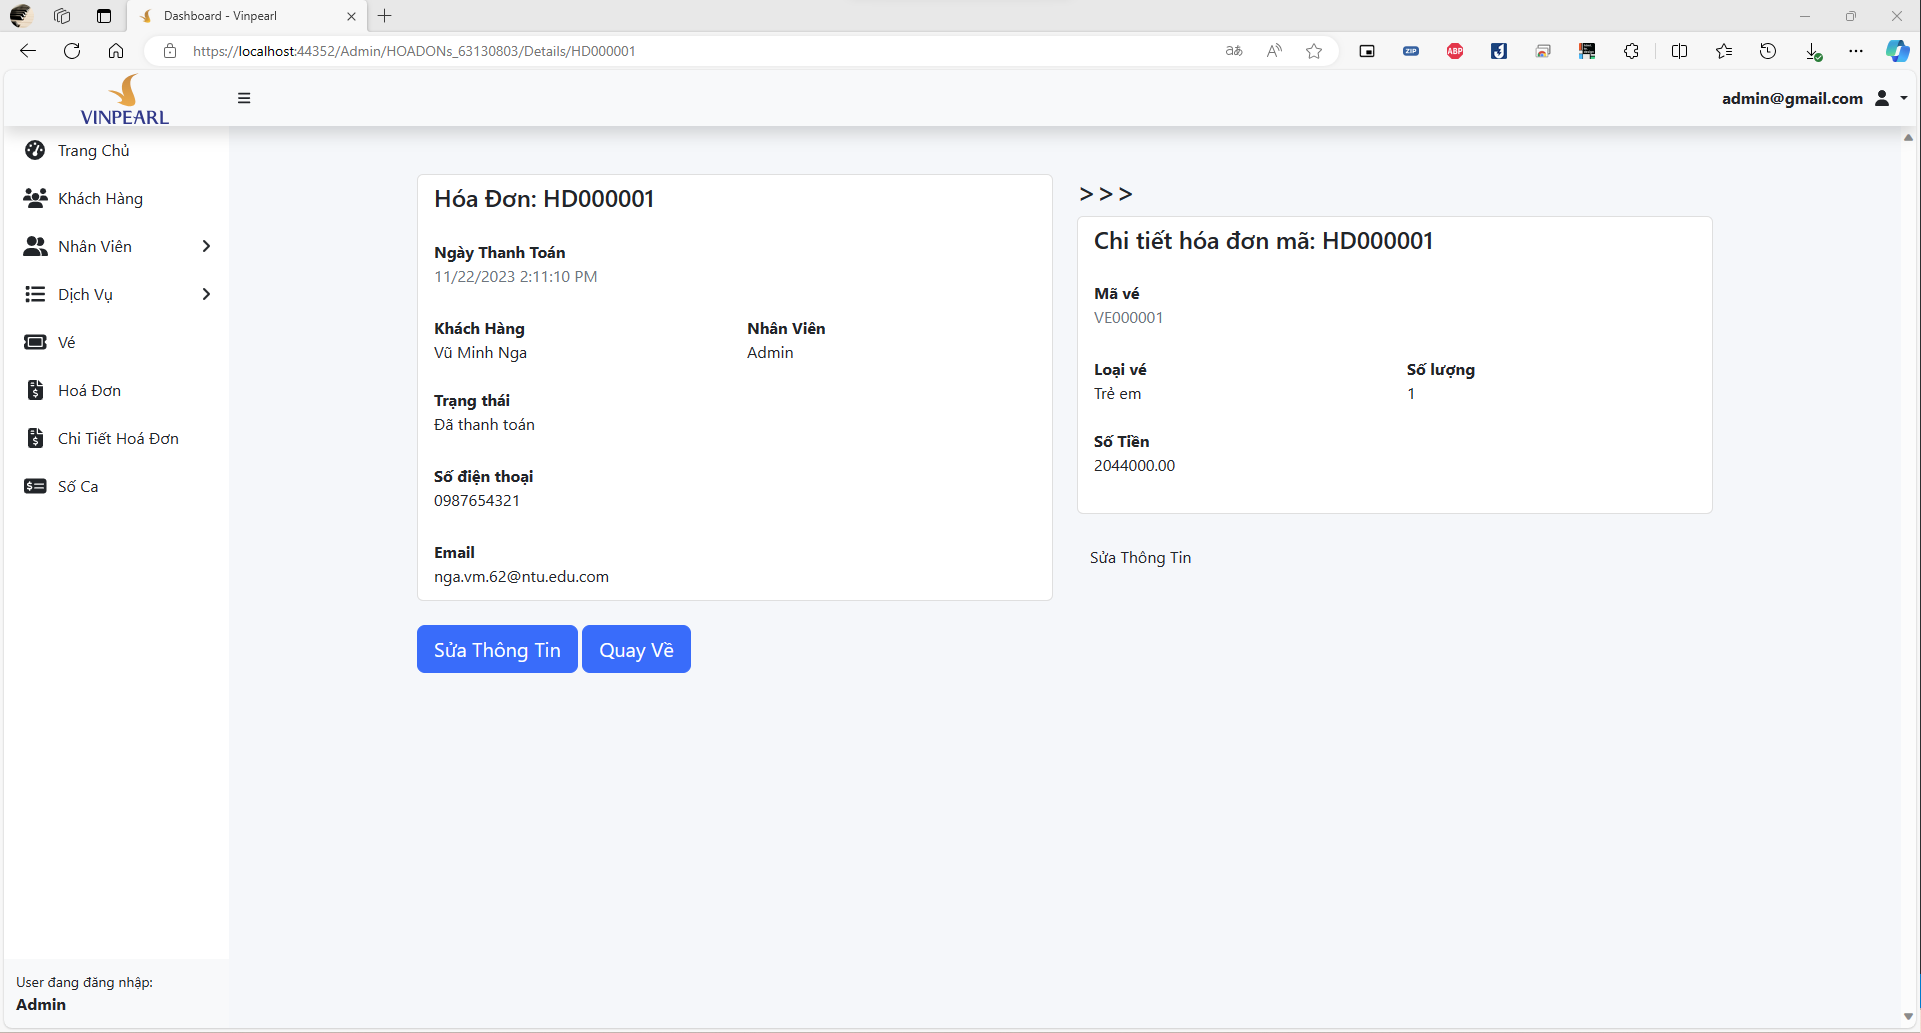 Dashboard - Vinpearl
https://localhost:44352/Admin/HOADONs_63130803/Details/HD000001
aあ
A
ZIP
ABP
VINPEARL
admin@gmail.com
Trang Chủ
Khách Hàng
Nhân Viên
Dịch Vụ
Vé
Hoá Đơn
Chi Tiết Hoá Đơn
Số Ca
Hóa Đơn: HD000001
Ngày Thanh Toán
11/22/2023 2:11:10 PM
Khách Hàng
Nhân Viên
Vũ Minh Nga
Admin
Trạng thái
Đã thanh toán
Số điện thoại
0987654321
Email
nga.vm.62@ntu.edu.com
Sửa Thông Tin
Quay Về
>>>
Chi tiết hóa đơn mã: HD000001
Mã vé
VE000001
Loại vé
Số lượng
Trẻ em
1
Số Tiền
2044000.00
Sửa Thông Tin
User đang đăng nhập:
Admin